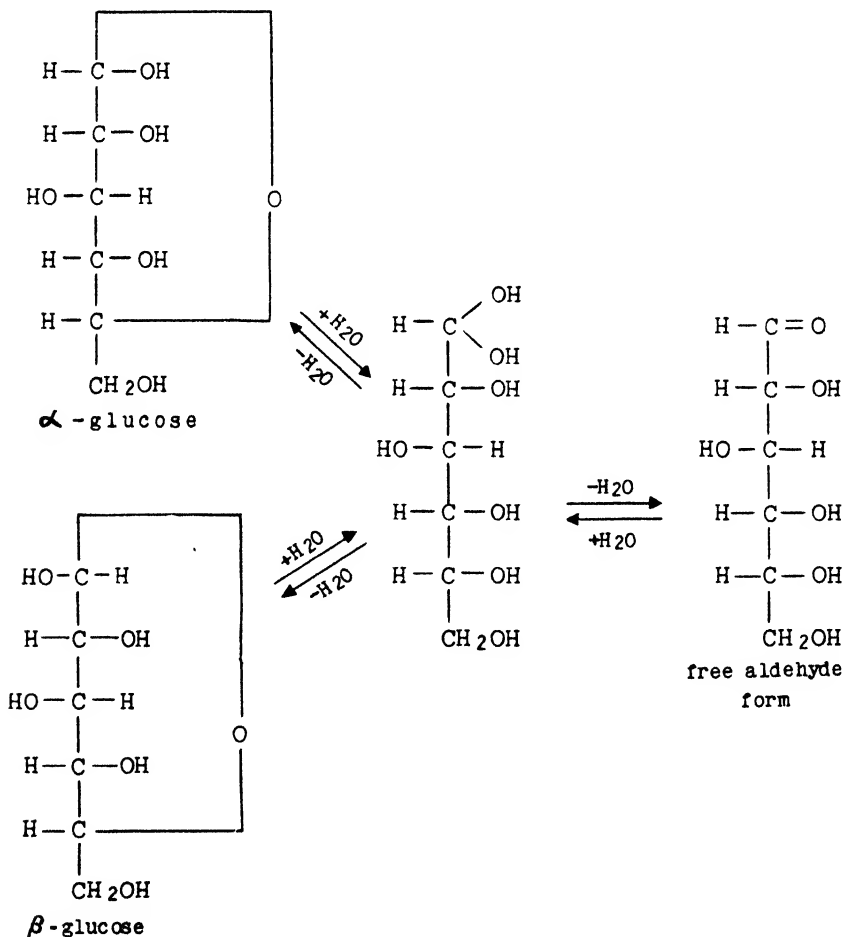 H—C—OH
H—C—OH
HO—C—H
O
H—C—OH
H—C
CH2OH
α-glucose
+H2O
-H2O
HO—C—H
H—C—OH
HO—C—H
O
H—C—OH
H—C
CH2OH
β-glucose
+H2O
-H2O
OH
H—C
OH
H—C—OH
HO—C—H
H—C—OH
H—C—OH
CH2OH
-H2O
+H2O
H—C=O
H—C—OH
HO—C—H
H—C—OH
H—C—OH
CH2OH
free aldehyde
form